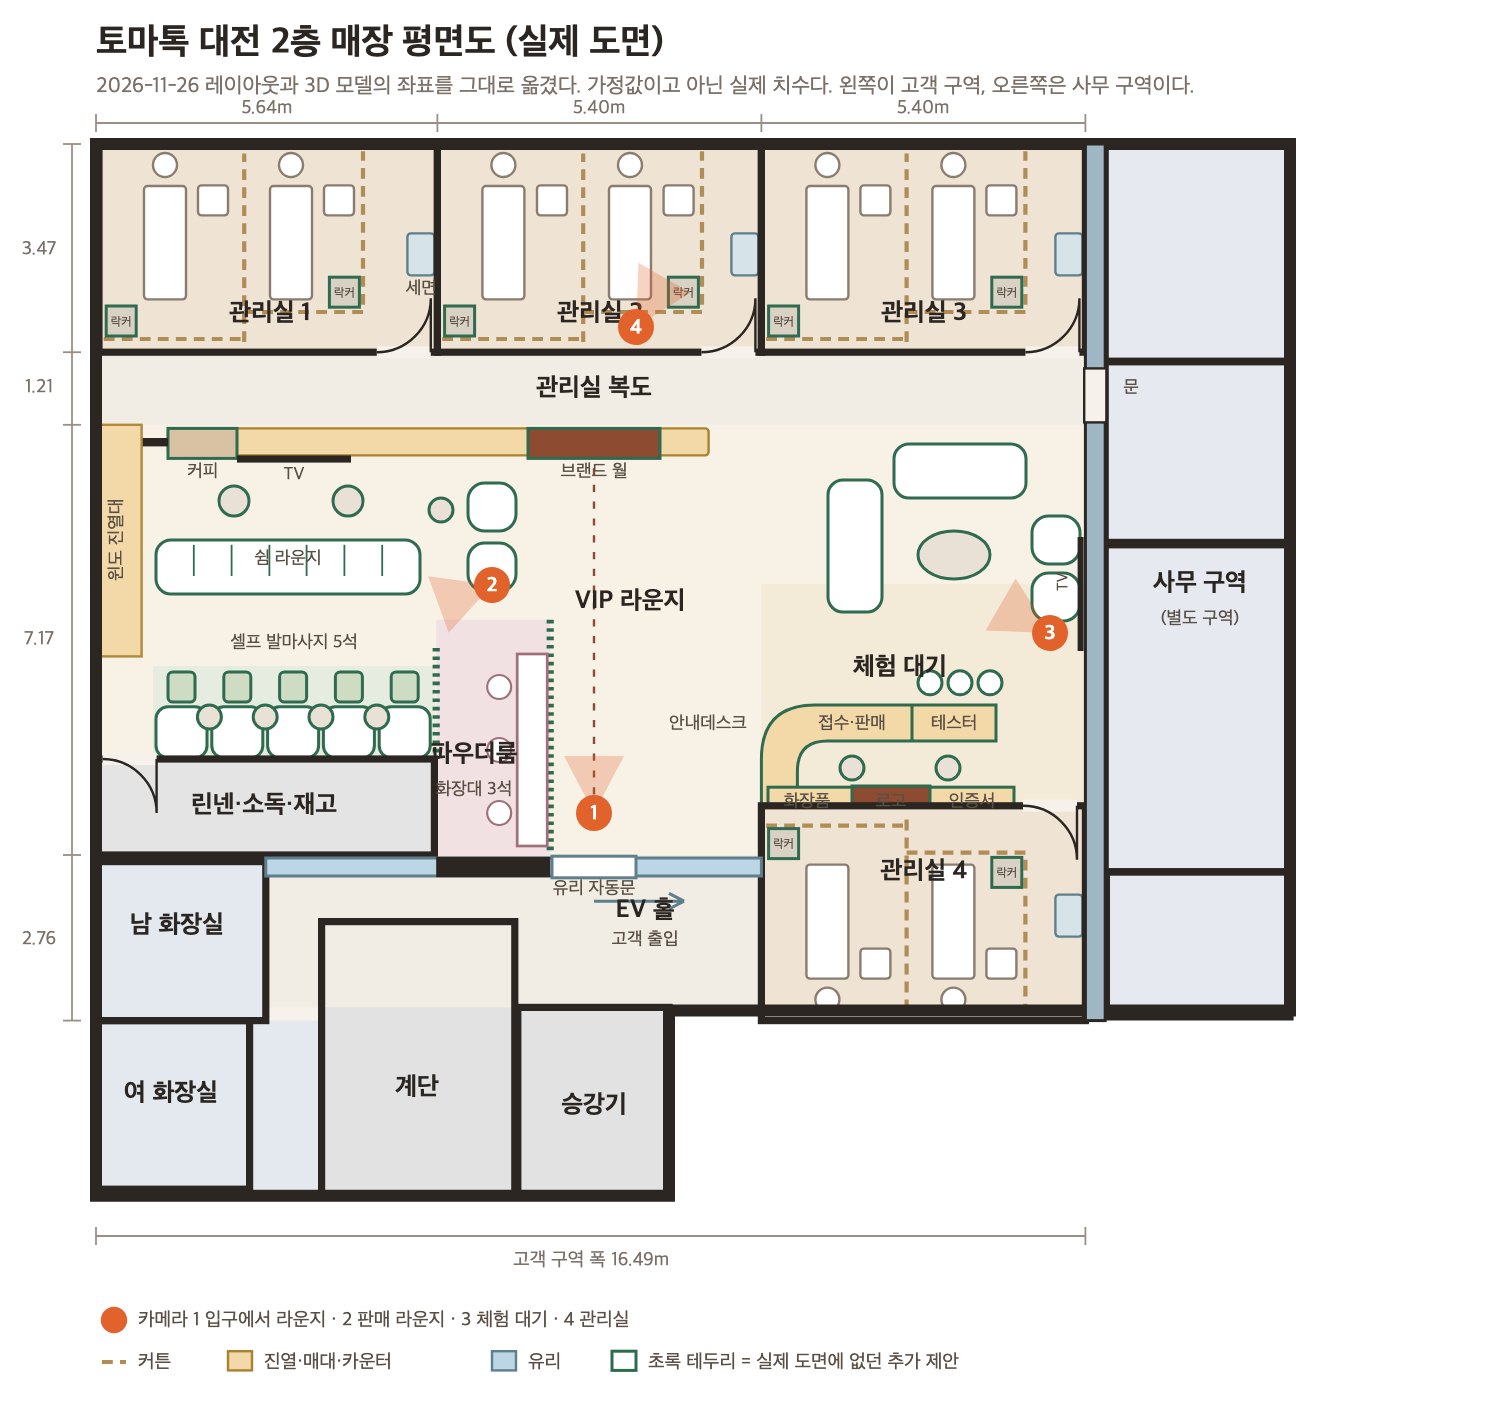 토마톡 대전 2층 매장 평면도 (실제 도면)
2026-11-26 레이아웃과 3D 모델의 좌표를 그대로 옮겼다. 가정값이고 아닌 실제 치수다. 왼쪽이 고객 구역, 오른쪽은 사무 구역이다.
5.64m
5.40m
5.40m
3.47
락커
락커
관리실 1
세면
락커
락커
관리실 2
4
락커
락커
관리실 3
1.21
관리실 복도
문
커피
TV
브랜드 월
윈도 진열대
쉼 라운지
2
VIP 라운지
TV
사무 구역
(별도 구역)
7.17
셀프 발마사지 5석
3
체험 대기
안내데스크
접수·판매
테스터
파우더룸
화장대 3석
린넨·소독·재고
1
화장품
로고
인증서
락커
락커
관리실 4
유리 자동문
EV 홀
고객 출입
남 화장실
2.76
여 화장실
계단
승강기
고객 구역 폭 16.49m
카메라 1 입구에서 라운지 · 2 판매 라운지 · 3 체험 대기 · 4 관리실
커튼
진열·매대·카운터
유리
초록 테두리 = 실제 도면에 없던 추가 제안